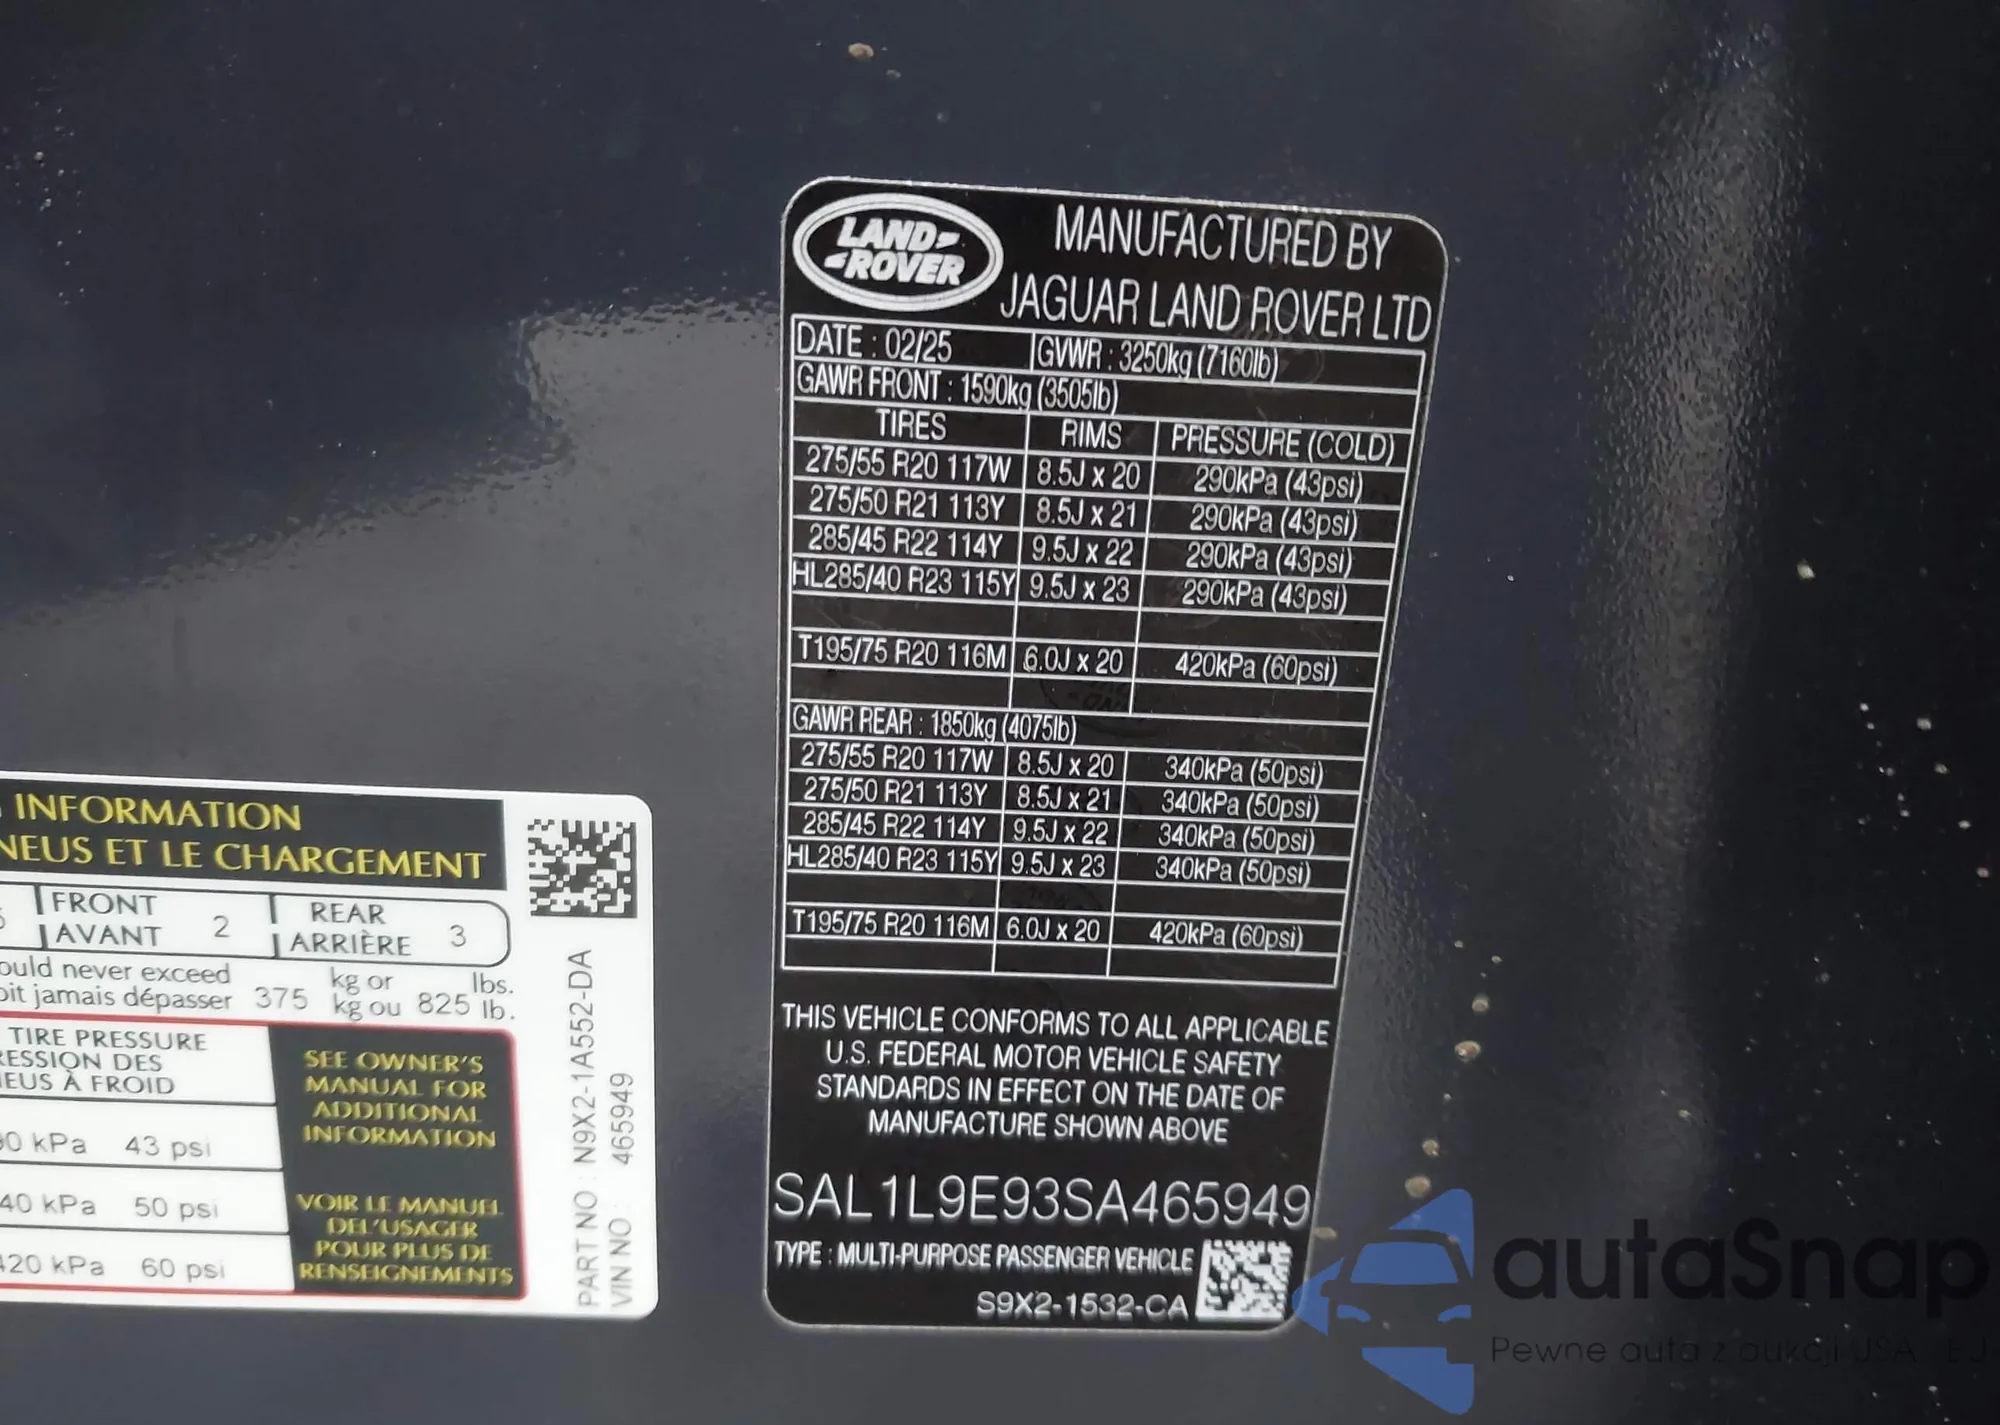 LAND-
-ROVER
MANUFACTURED BY
JAGUAR LAND ROVER LTD
DATE : 02/25 GVWR : 3250kg (7160lb)
GAWR FRONT : 1590kg (3505lb)
TIRES RIMS PRESSURE (COLD)
275/55 R20 117W 8.5J x 20 290kPa (43psi)
275/50 R21 113Y 8.5J x 21 290kPa (43psi)
285/45 R22 114Y 9.5J x 22 290kPa (43psi)
HL285/40 R23 115Y 9.5J x 23 290kPa (43psi)
T195/75 R20 116M 6.0J x 20 420kPa (60psi)
GAWR REAR : 1850kg (4075lb)
275/55 R20 117W 8.5J x 20 340kPa (50psi)
275/50 R21 113Y 8.5J x 21 340kPa (50psi)
285/45 R22 114Y 9.5J x 22 340kPa (50psi)
HL285/40 R23 115Y 9.5J x 23 340kPa (50psi)
T195/75 R20 116M 6.0J x 20 420kPa (60psi)
THIS VEHICLE CONFORMS TO ALL APPLICABLE
U.S. FEDERAL MOTOR VEHICLE SAFETY
STANDARDS IN EFFECT ON THE DATE OF
MANUFACTURE SHOWN ABOVE
SAL1L9E93SA465949
TYPE : MULTI-PURPOSE PASSENGER VEHICLE
S9X2-1532-CA
INFORMATION
NEUS ET LE CHARGEMENT
FRONT REAR
AVANT 2 ARRIÈRE 3
ould never exceed kg or lbs.
oit jamais dépasser 375 kg ou 825 lb.
TIRE PRESSURE
RESSION DES
NEUS À FROID
90 kPa 43 psi
40 kPa 50 psi
420 kPa 60 psi
SEE OWNER'S
MANUAL FOR
ADDITIONAL
INFORMATION
VOIR LE MANUEL
DEL'USAGER
POUR PLUS DE
RENSEIGNEMENTS
PART NO : N9X2-1A552-DA
VIN NO : 465949
autaSnap
Pewne auta z aukcji USA